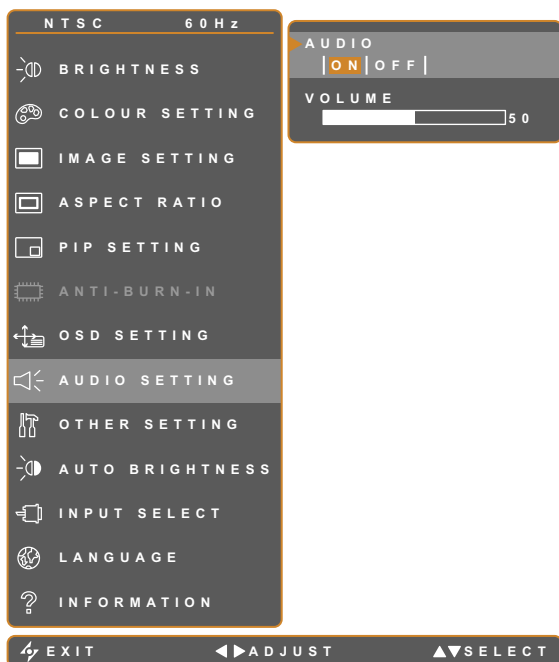 NTSC 60Hz
BRIGHTNESS
COLOUR SETTING
IMAGE SETTING
ASPECT RATIO
PIP SETTING
ANTI-BURN-IN
OSD SETTING
AUDIO SETTING
OTHER SETTING
AUTO BRIGHTNESS
INPUT SELECT
LANGUAGE
INFORMATION
AUDIO
ON OFF
VOLUME
50
EXIT ADJUST SELECT